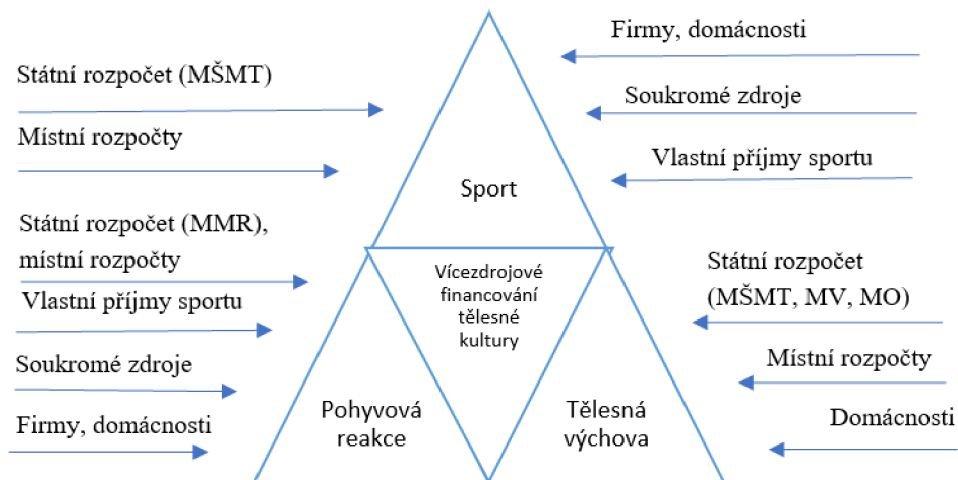 Firmy, domácnosti
Státní rozpočet (MŠMT)
Soukromé zdroje
Místní rozpočty
Vlastní příjmy sportu
Sport
Státní rozpočet (MMR),
místní rozpočty
Vlastní příjmy sportu
Soukromé zdroje
Firmy, domácnosti
Vícezdrojové
financování
tělesné
kultury
Státní rozpočet
(MŠMT, MV, MO)
Místní rozpočty
Domácnosti
Pohyvová
reakce
Tělesná
výchova